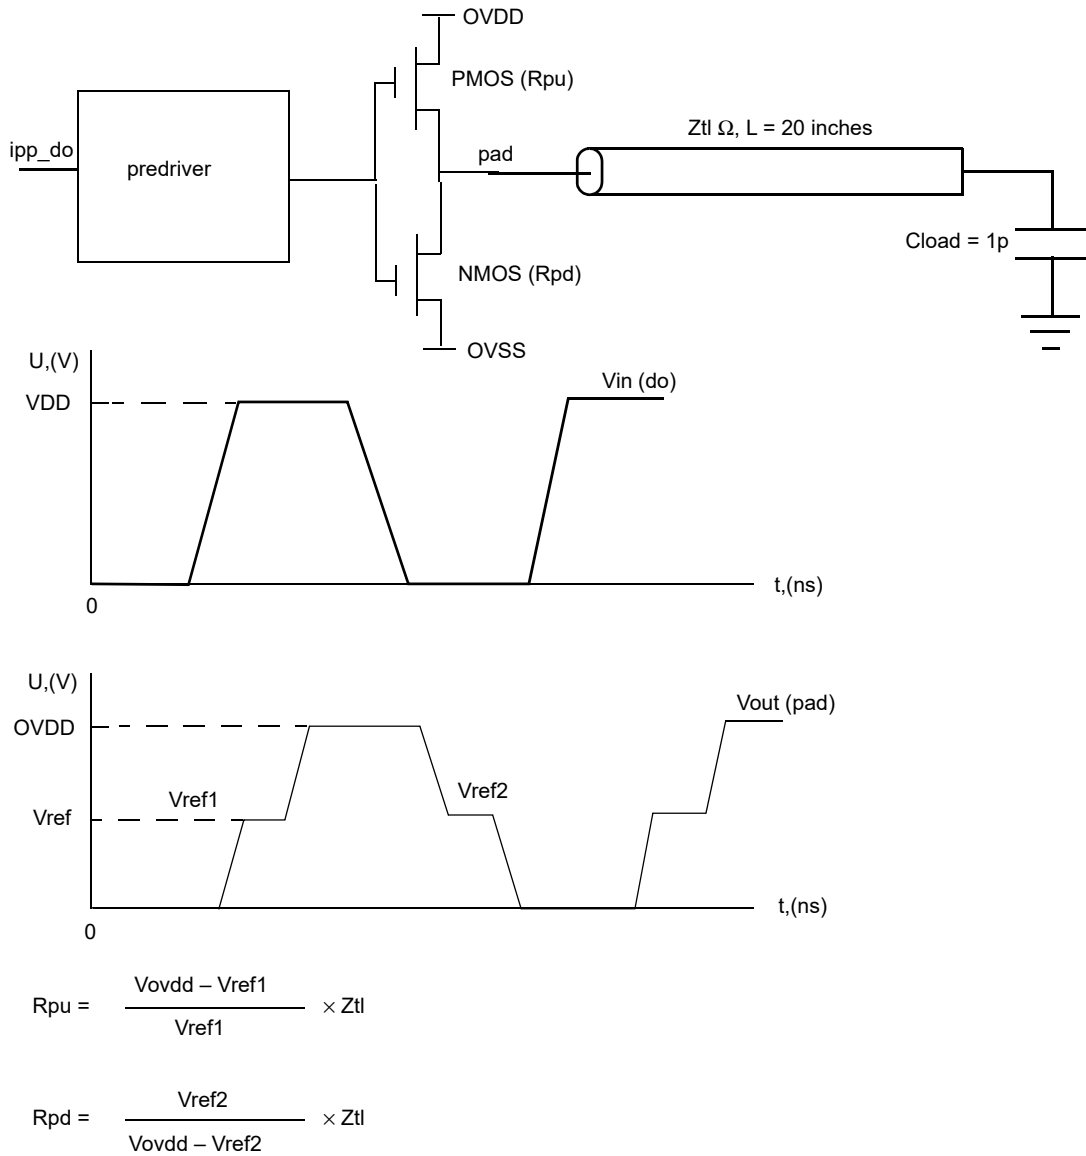 OVDD
PMOS (Rpu)
ipp_do
predriver
pad
Ztl Ω, L = 20 inches
Cload = 1p
NMOS (Rpd)
OVSS
U,(V)
VDD
Vin (do)
t,(ns)
0
U,(V)
OVDD
Vout (pad)
Vref1
Vref2
Vref
t,(ns)
0
Rpu =
Vovdd – Vref1
Vref1
× Ztl
Rpd =
Vref2
Vovdd – Vref2
× Ztl